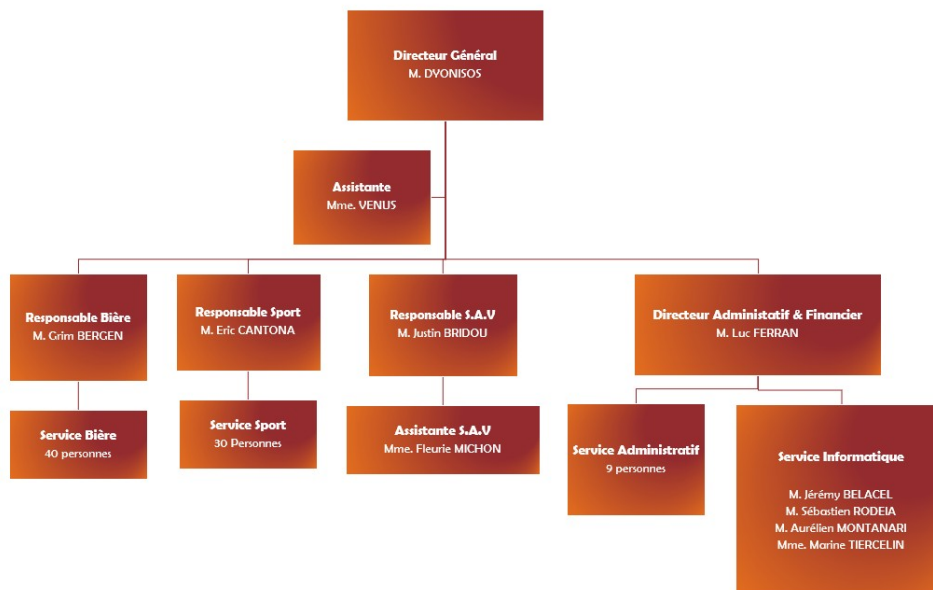 Directeur Général
M. DYONISOS
Assistante
Mme. VENUS
Responsable Bière
M. Grim BERGEN
Responsable Sport
M. Eric CANTONA
Responsable S.A.V
M. Justin BRIDOU
Directeur Administatif & Financier
M. Luc FERRAN
Service Bière
40 personnes
Service Sport
30 Personnes
Assistante S.A.V
Mme. Fleurie MICHON
Service Administratif
9 personnes
Service Informatique
M. Jérémy BELACEL
M. Sébastien RODEIA
M. Aurélien MONTANARI
Mme. Marine TIERCELIN